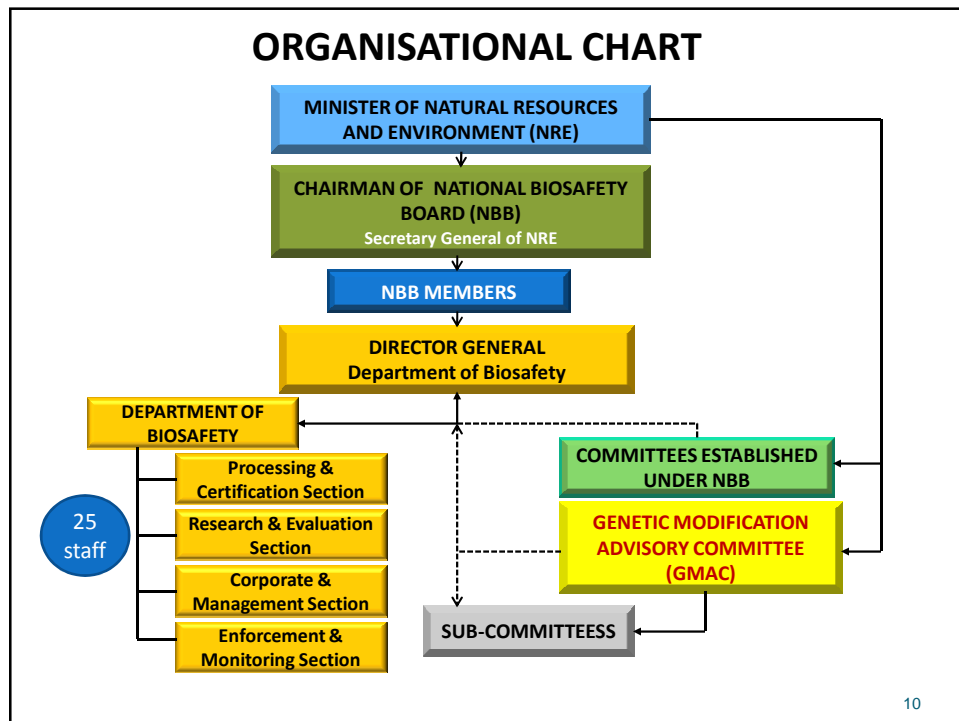 ORGANISATIONAL CHART
MINISTER OF NATURAL RESOURCES
AND ENVIRONMENT (NRE)
CHAIRMAN OF NATIONAL BIOSAFETY
BOARD (NBB)
Secretary General of NRE
NBB MEMBERS
DIRECTOR GENERAL
Department of Biosafety
DEPARTMENT OF
BIOSAFETY
Processing &
Certification Section
Research & Evaluation
Section
Corporate &
Management Section
Enforcement &
Monitoring Section
25
staff
COMMITTEES ESTABLISHED
UNDER NBB
GENETIC MODIFICATION
ADVISORY COMMITTEE
(GMAC)
SUB-COMMITTEESS
10